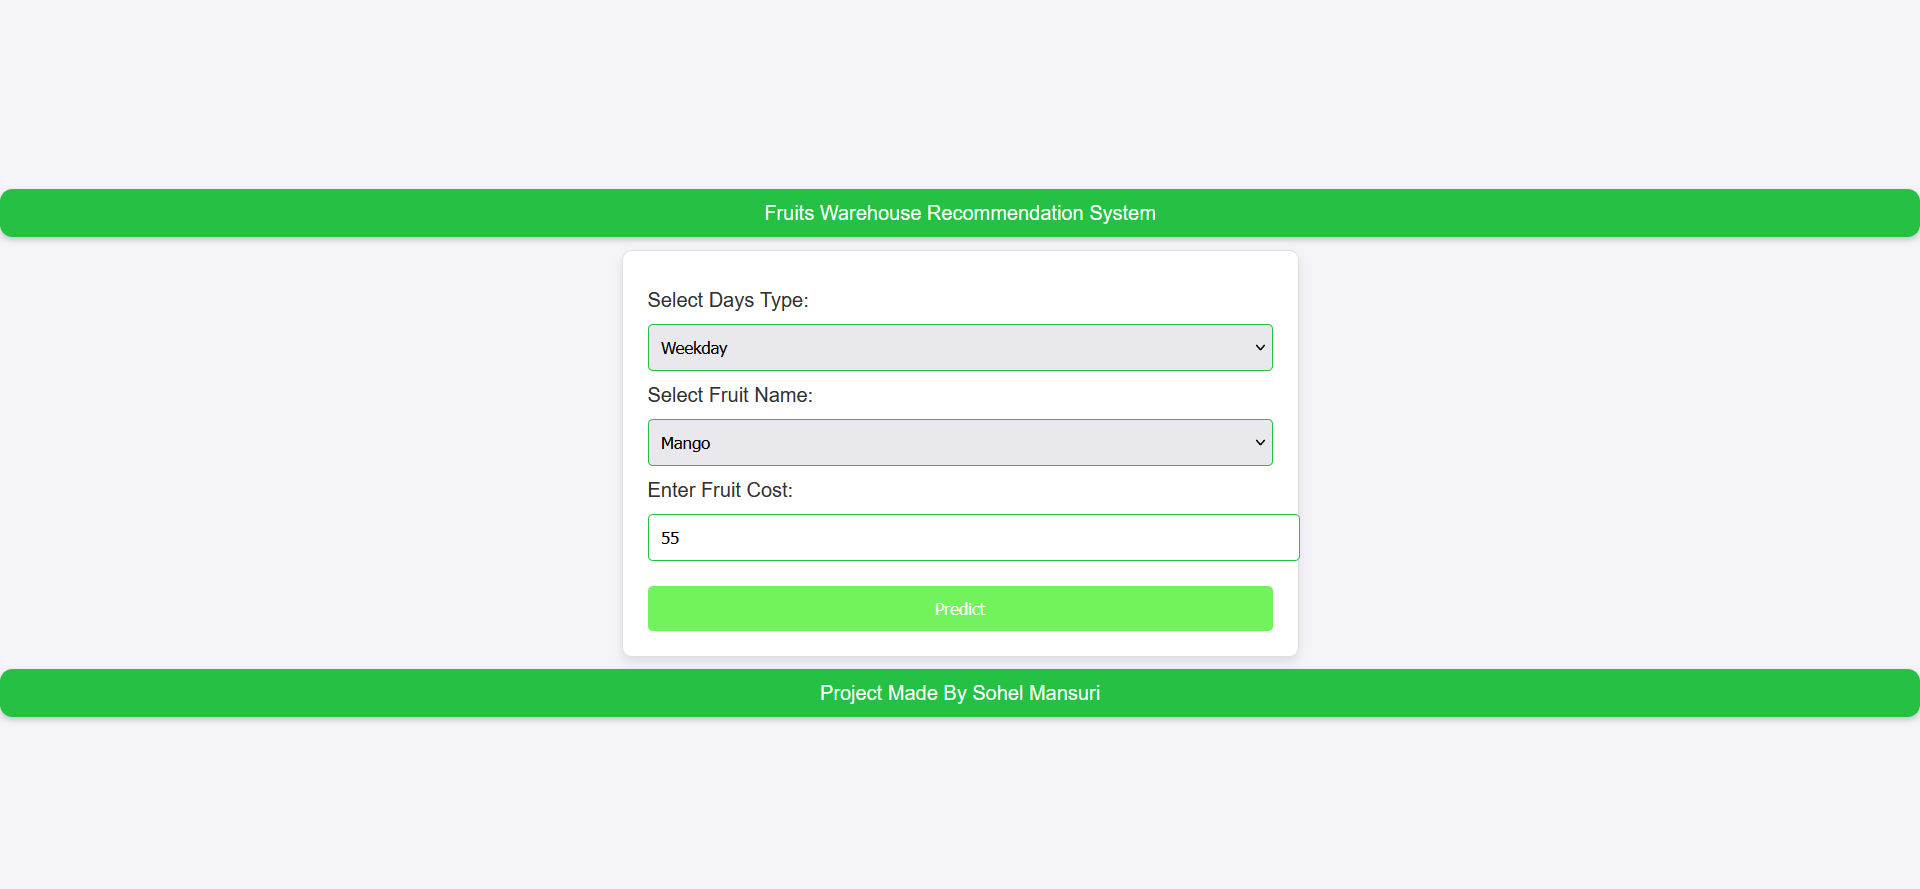 Fruits Warehouse Recommendation System
Select Days Type:
Weekday
Select Fruit Name:
Mango
Enter Fruit Cost:
55
Predict
Project Made By Sohel Mansuri